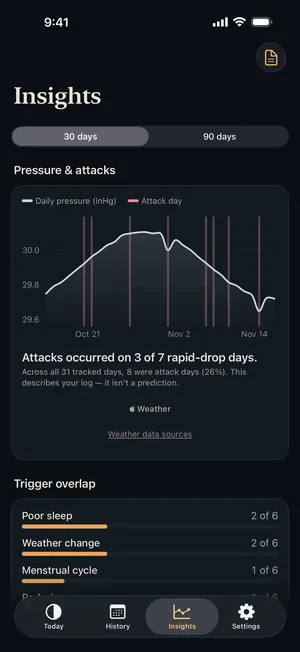 9:41
Insights
30 days
90 days
Pressure & attacks
Daily pressure (inHg)
Attack day
30.0
29.8
29.6
Oct 21
Nov 2
Nov 14
Attacks occurred on 3 of 7 rapid-drop days.
Across all 31 tracked days, 8 were attack days (26%). This
describes your log — it isn't a prediction.
Weather
Weather data sources
Trigger overlap
Poor sleep 2 of 6
Weather change 2 of 6
Menstrual cycle 1 of 6
Today
History
Insights
Settings